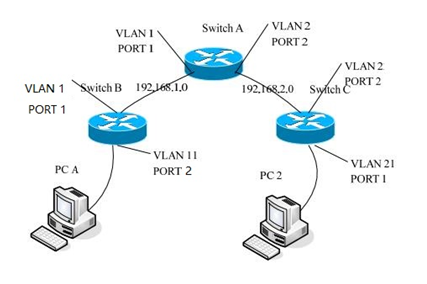 Switch A
VLAN 1
PORT 1
VLAN 2
PORT 2
VLAN 1
PORT 1
Switch B
192.168.1.0
192.168.2.0
Switch C
VLAN 2
PORT 2
VLAN 11
PORT 2
VLAN 21
PORT 1
PC A
PC 2